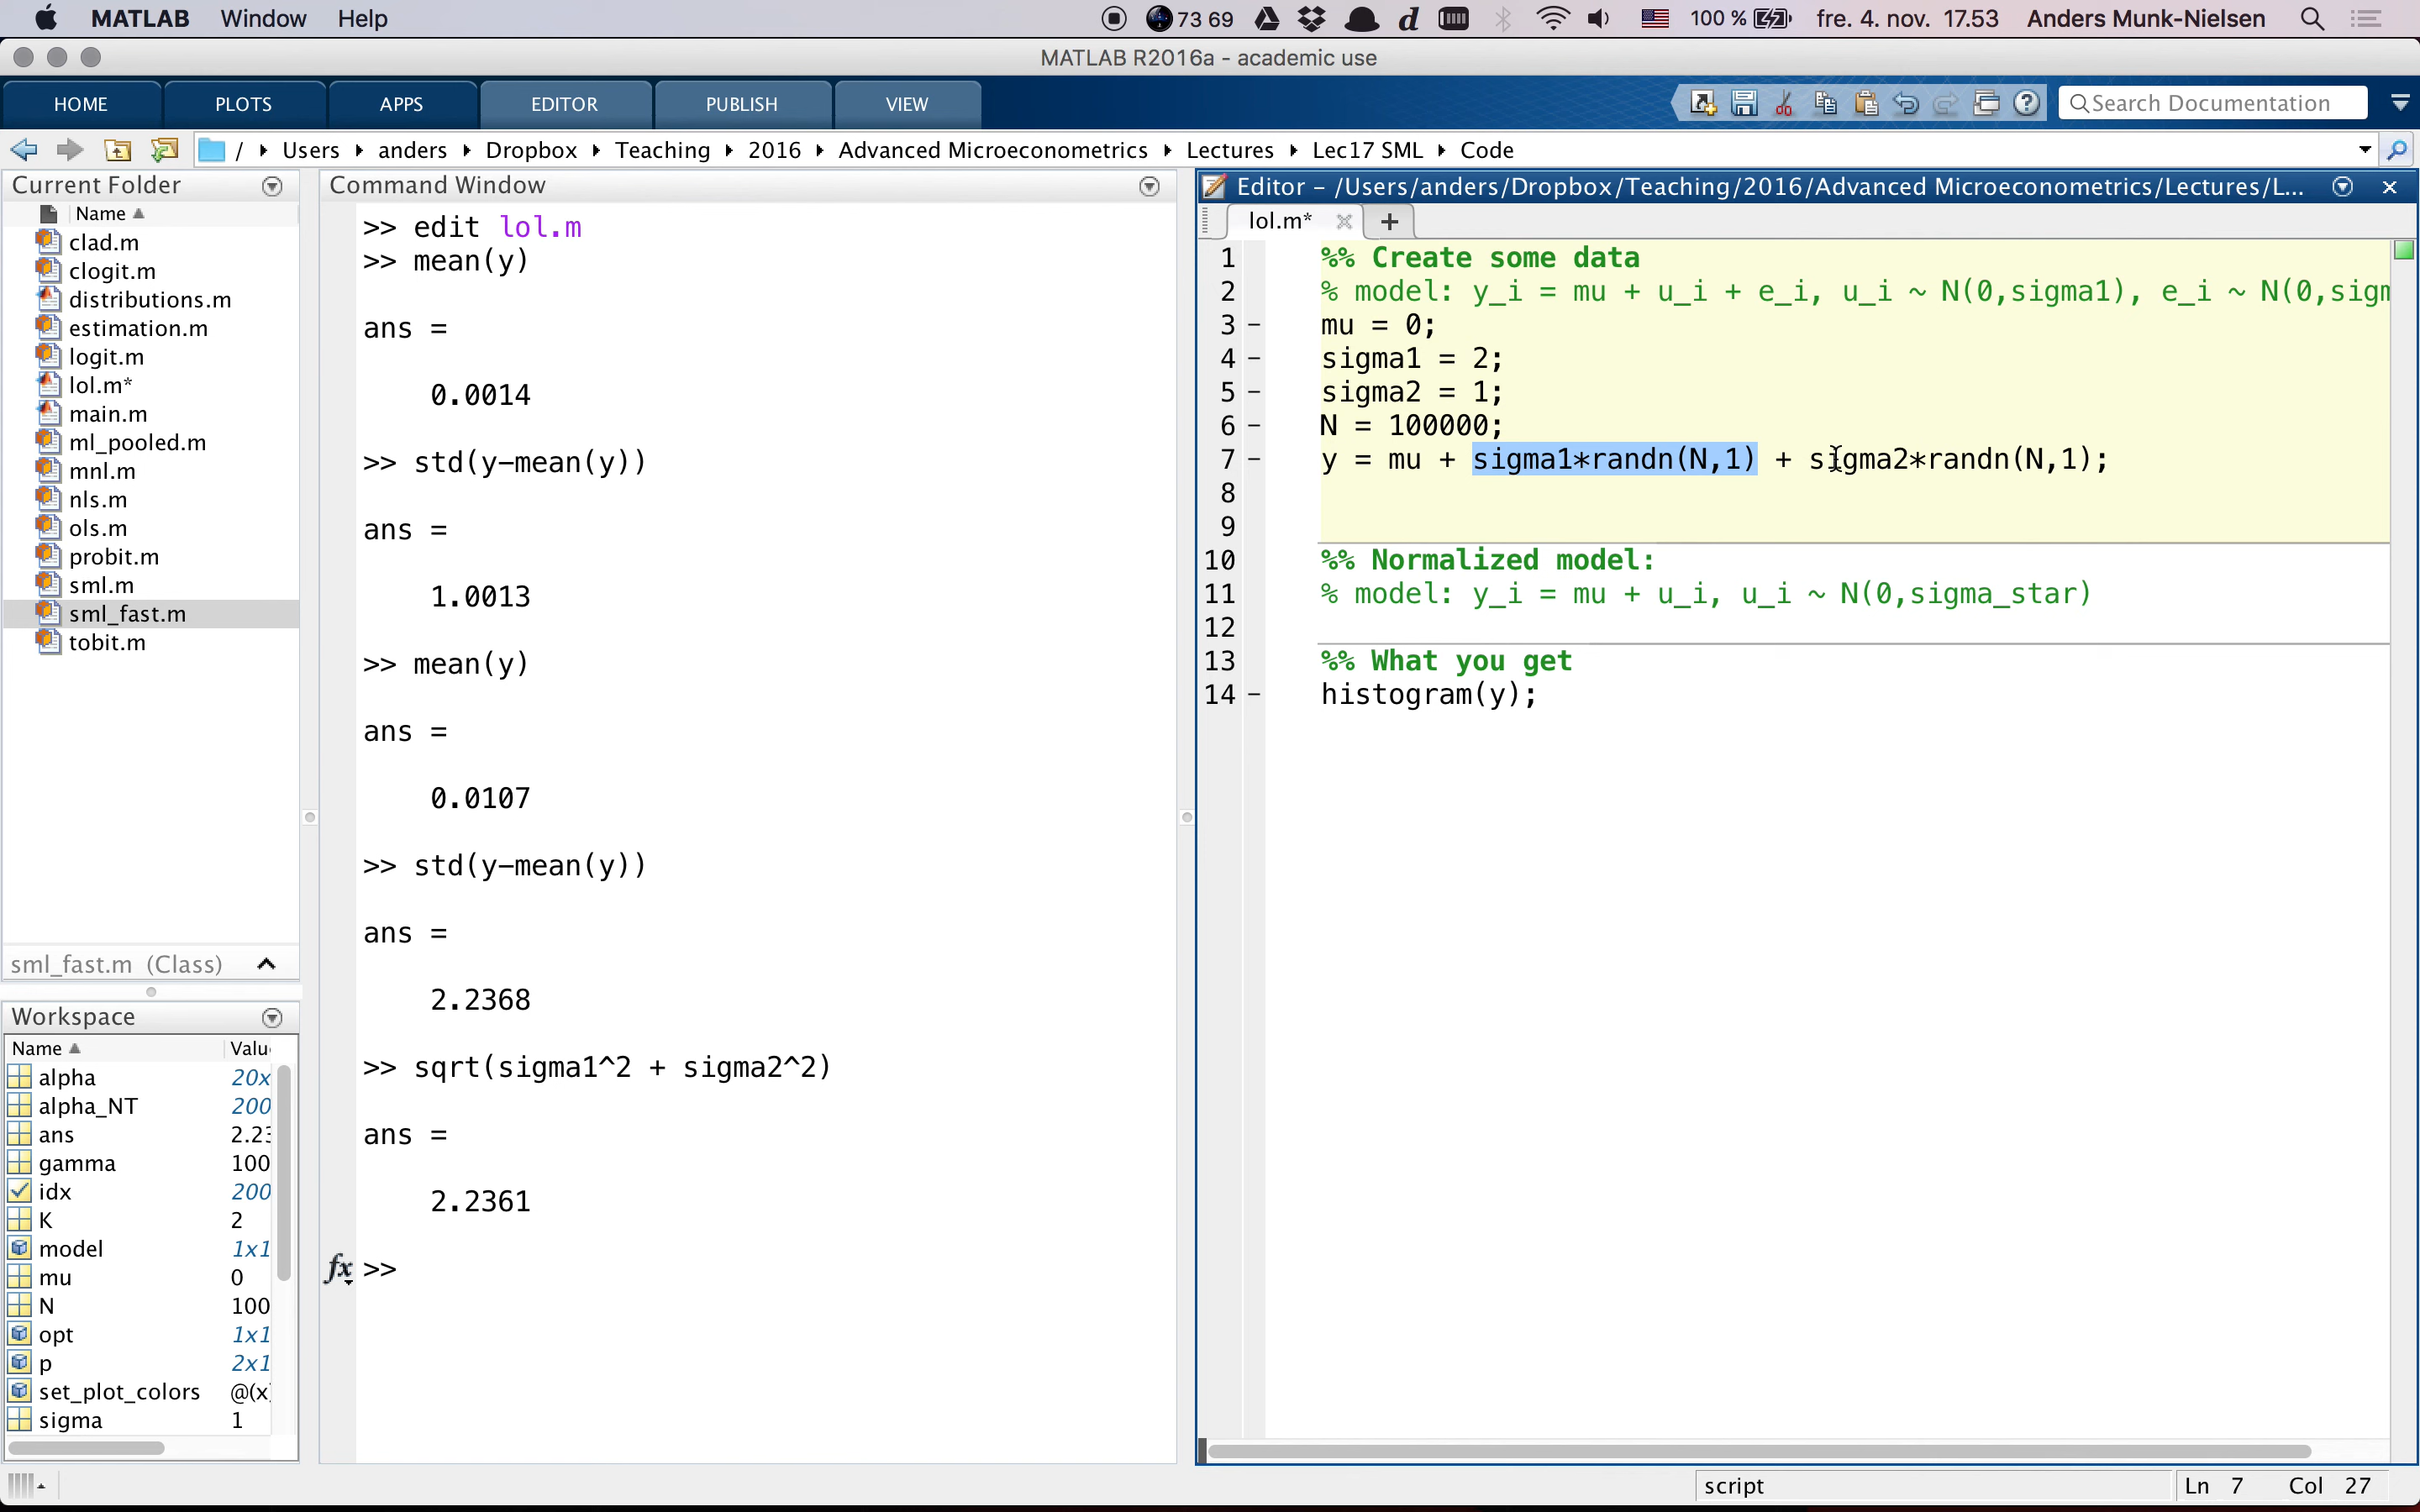 MATLAB Window Help 73 69 100 % fre. 4. nov. 17.53 Anders Munk-Nielsen
MATLAB R2016a - academic use
HOME PLOTS APPS EDITOR PUBLISH VIEW Search Documentation
/ Users anders Dropbox Teaching 2016 Advanced Microeconometrics Lectures Lec17 SML Code
Current Folder
Name
clad.m
clogit.m
distributions.m
estimation.m
logit.m
lol.m*
main.m
ml_pooled.m
mnl.m
nls.m
ols.m
probit.m
sml.m
sml_fast.m
tobit.m
sml_fast.m (Class)
Workspace
Name Valu
alpha 20x
alpha_NT 200
ans 2.23
gamma 100
idx 200
K 2
model 1x1
mu 0
N 100
opt 1x1
p 2x1
set_plot_colors @(x)
sigma 1
Command Window
>> edit lol.m
>> mean(y)
ans =
0.0014
>> std(y-mean(y))
ans =
1.0013
>> mean(y)
ans =
0.0107
>> std(y-mean(y))
ans =
2.2368
>> sqrt(sigma1^2 + sigma2^2)
ans =
2.2361
fx >>
Editor - /Users/anders/Dropbox/Teaching/2016/Advanced Microeconometrics/Lectures/L...
lol.m*
1 %% Create some data
2 % model: y_i = mu + u_i + e_i, u_i ~ N(0,sigma1), e_i ~ N(0,sigm
3 - mu = 0;
4 - sigma1 = 2;
5 - sigma2 = 1;
6 - N = 100000;
7 - y = mu + sigma1*randn(N,1) + sigma2*randn(N,1);
8
9
10 %% Normalized model:
11 % model: y_i = mu + u_i, u_i ~ N(0,sigma_star)
12
13 %% What you get
14 - histogram(y);
script Ln 7 Col 27